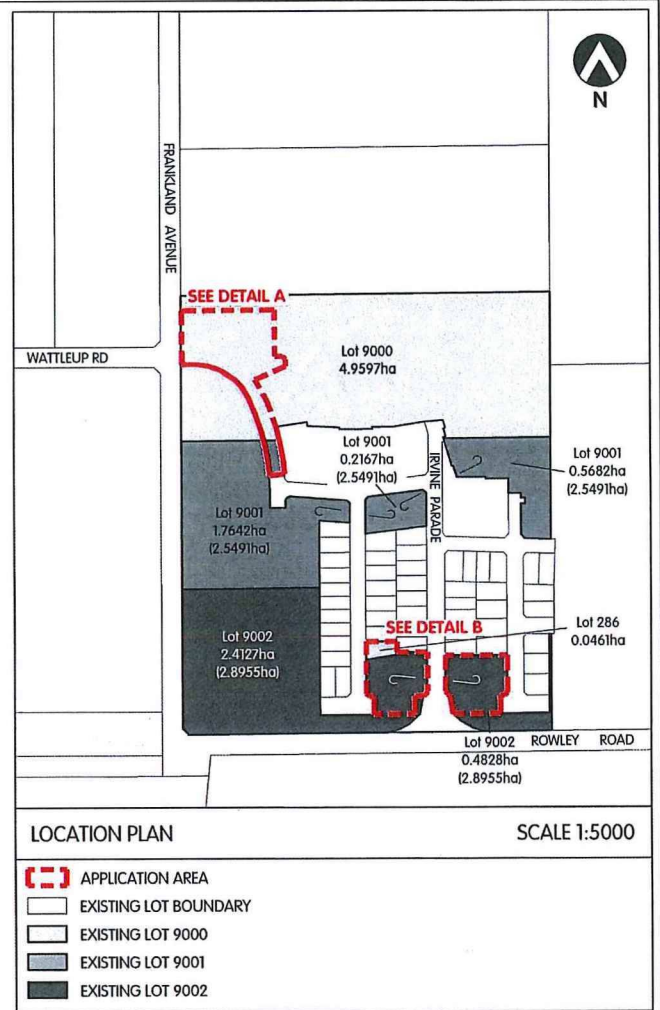 N
FRANKLAND AVENUE
SEE DETAIL A
WATTLEUP RD
Lot 9000
4.9597ha
Lot 9001
0.2167ha
(2.5491ha)
IRVINE PARADE
Lot 9001
0.5682ha
(2.5491ha)
Lot 9001
1.7642ha
(2.5491ha)
SEE DETAIL B
Lot 286
0.0461ha
Lot 9002
2.4127ha
(2.8955ha)
Lot 9002
0.4828ha
(2.8955ha)
ROWLEY ROAD
LOCATION PLAN
SCALE 1:5000
APPLICATION AREA
EXISTING LOT BOUNDARY
EXISTING LOT 9000
EXISTING LOT 9001
EXISTING LOT 9002